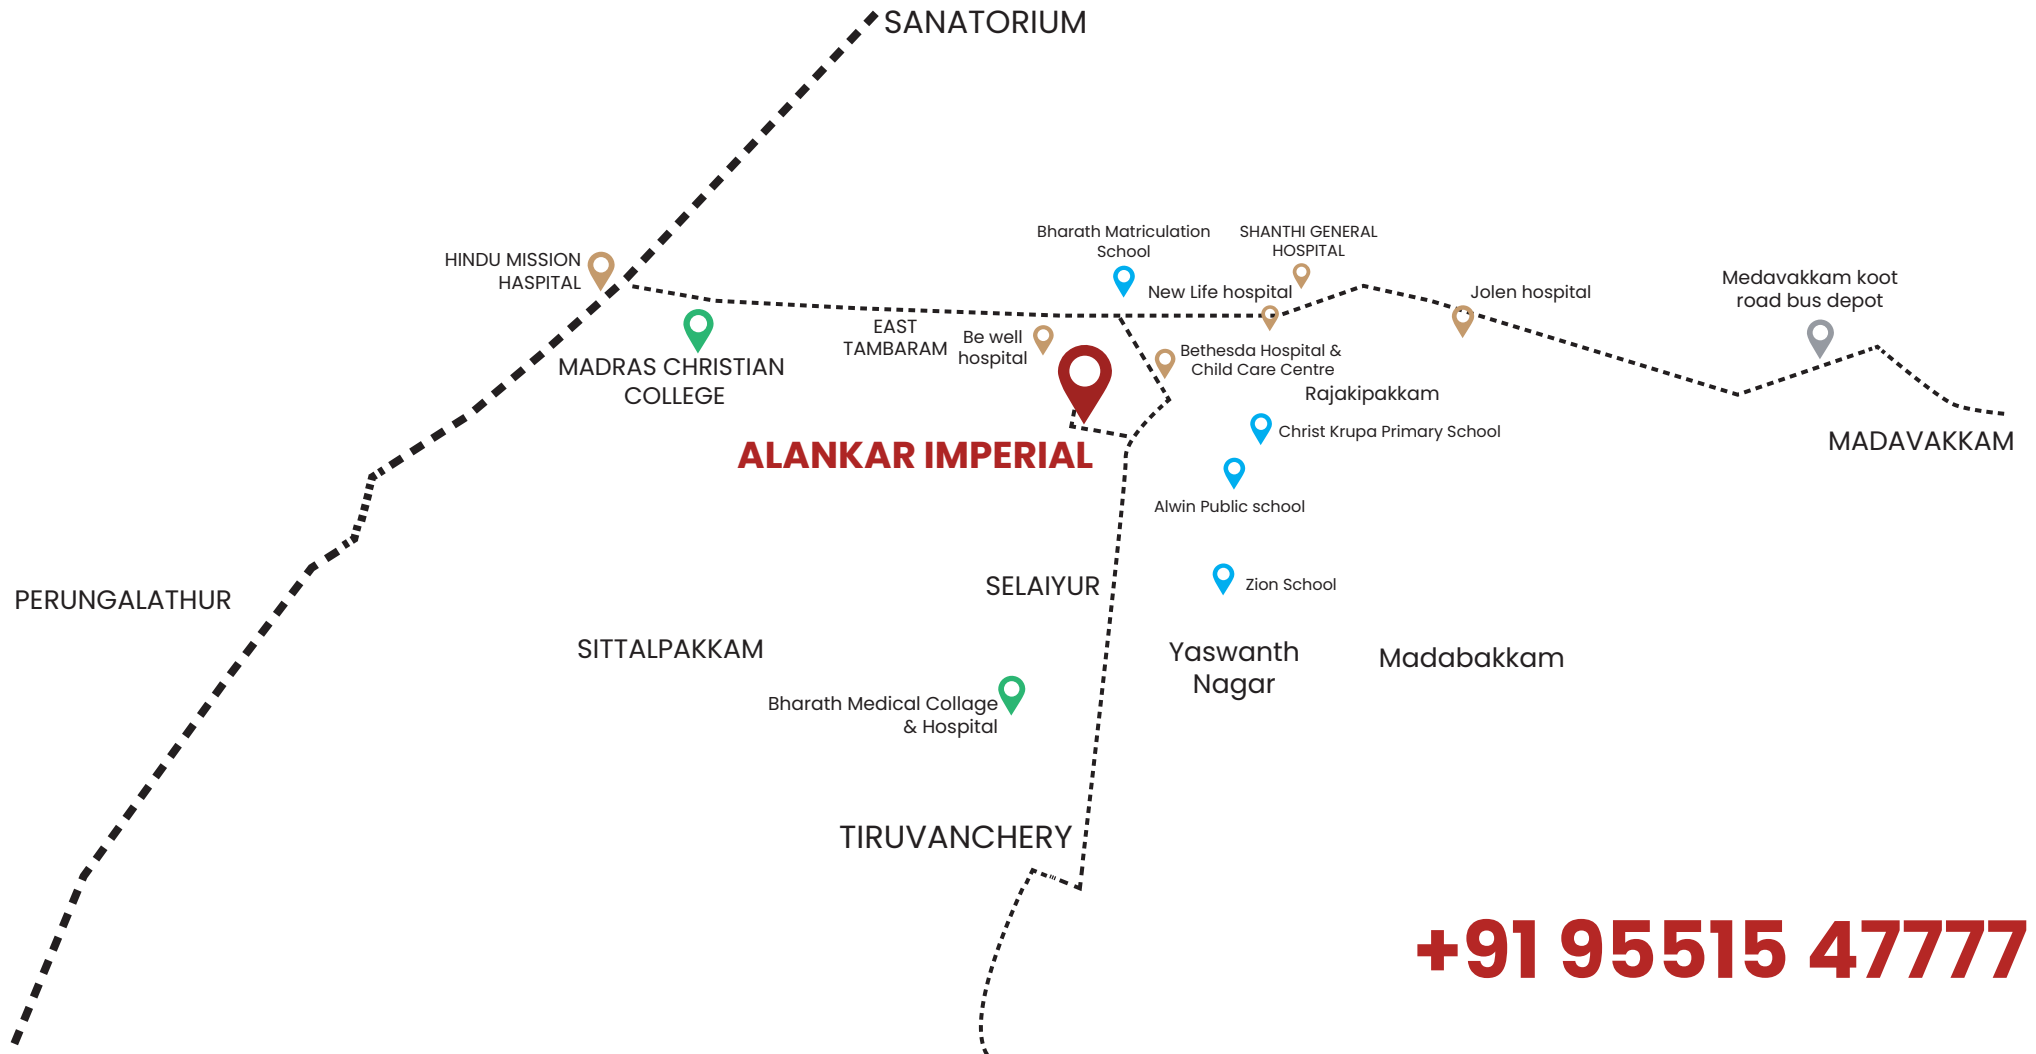 SANATORIUM
Bharath Matriculation
School
SHANTHI GENERAL
HOSPITAL
HINDU MISSION
HASPITAL
New Life hospital
Jolen hospital
Medavakkam koot
road bus depot
EAST
TAMBARAM
Be well
hospital
MADRAS CHRISTIAN
COLLEGE
Bethesda Hospital &
Child Care Centre
Rajakipakkam
Christ Krupa Primary School
MADAVAKKAM
ALANKAR IMPERIAL
Alwin Public school
PERUNGALATHUR
SELAIYUR
Zion School
SITTALPAKKAM
Yaswanth
Nagar
Madabakkam
Bharath Medical Collage
& Hospital
TIRUVANCHERY
+91 95515 47777